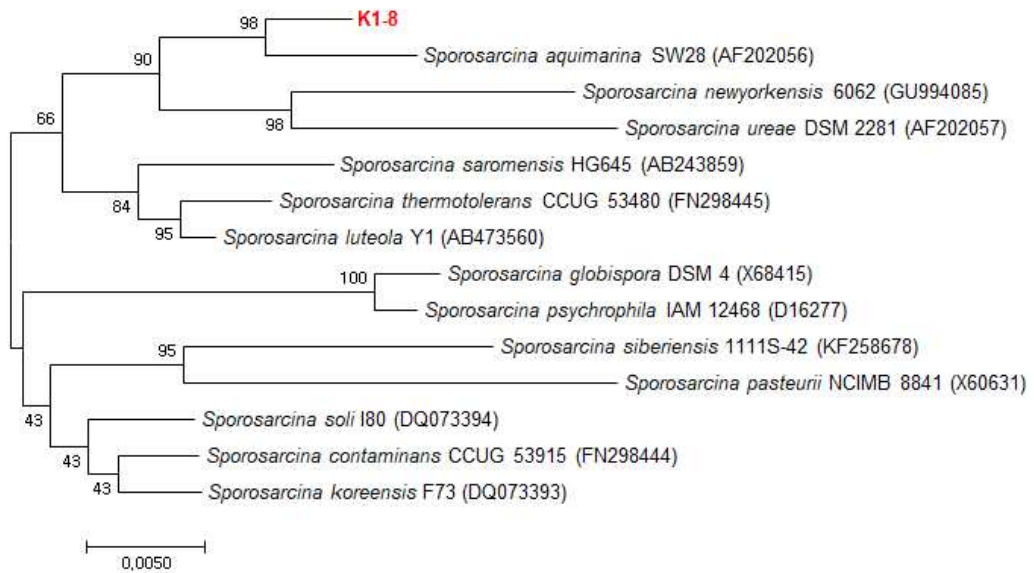 98 K1-8
Sporosarcina aquimarina SW28 (AF202056)
90
Sporosarcina newyorkensis 6062 (GU994085)
98 Sporosarcina ureae DSM 2281 (AF202057)
66
Sporosarcina saromensis HG645 (AB243859)
84 Sporosarcina thermotolerans CCUG 53480 (FN298445)
95 Sporosarcina luteola Y1 (AB473560)
100 Sporosarcina globispora DSM 4 (X68415)
Sporosarcina psychrophila IAM 12468 (D16277)
95 Sporosarcina siberiensis 1111S-42 (KF258678)
Sporosarcina pasteurii NCIMB 8841 (X60631)
43 Sporosarcina soli I80 (DQ073394)
43 Sporosarcina contaminans CCUG 53915 (FN298444)
43 Sporosarcina koreensis F73 (DQ073393)
0,0050